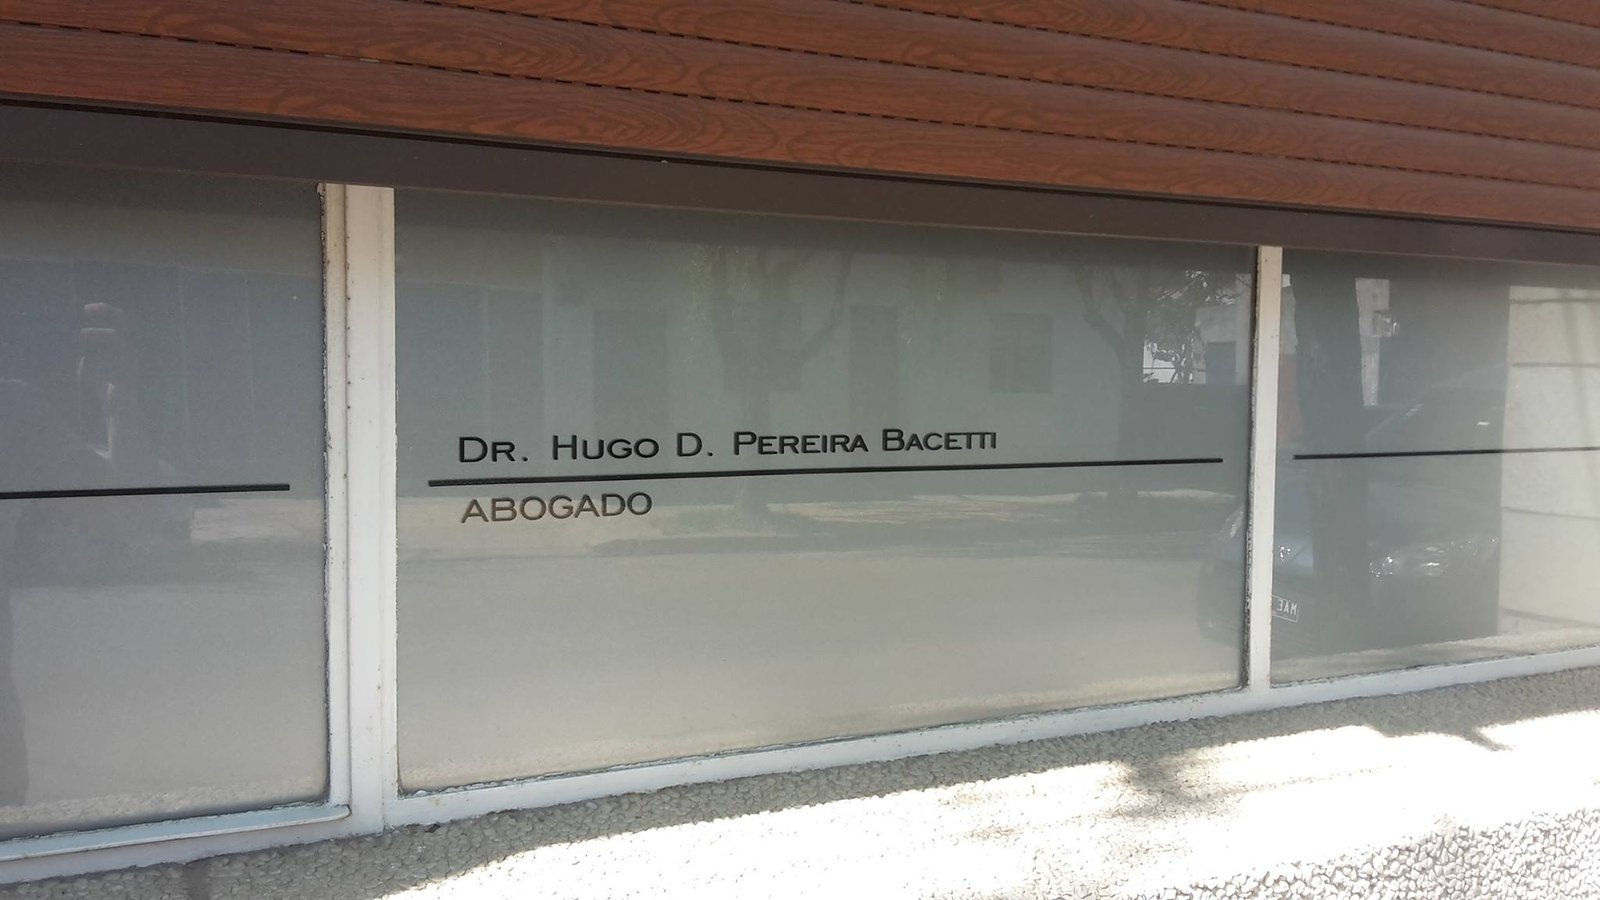 Dr. Hugo D. Pereira Bacetti
ABOGADO